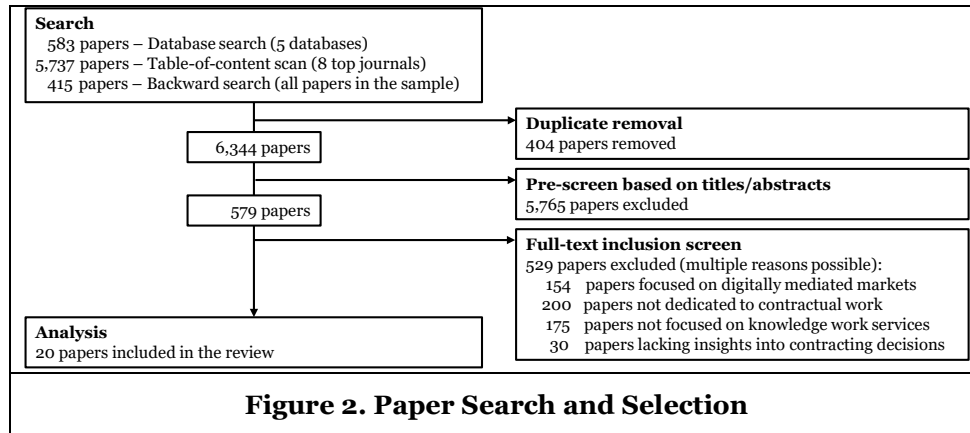 Search
583 papers – Database search (5 databases)
5,737 papers – Table-of-content scan (8 top journals)
415 papers – Backward search (all papers in the sample)
Duplicate removal
404 papers removed
6,344 papers
Pre-screen based on titles/abstracts
5,765 papers excluded
579 papers
Full-text inclusion screen
529 papers excluded (multiple reasons possible):
154 papers focused on digitally mediated markets
200 papers not dedicated to contractual work
175 papers not focused on knowledge work services
30 papers lacking insights into contracting decisions
Analysis
20 papers included in the review
Figure 2. Paper Search and Selection